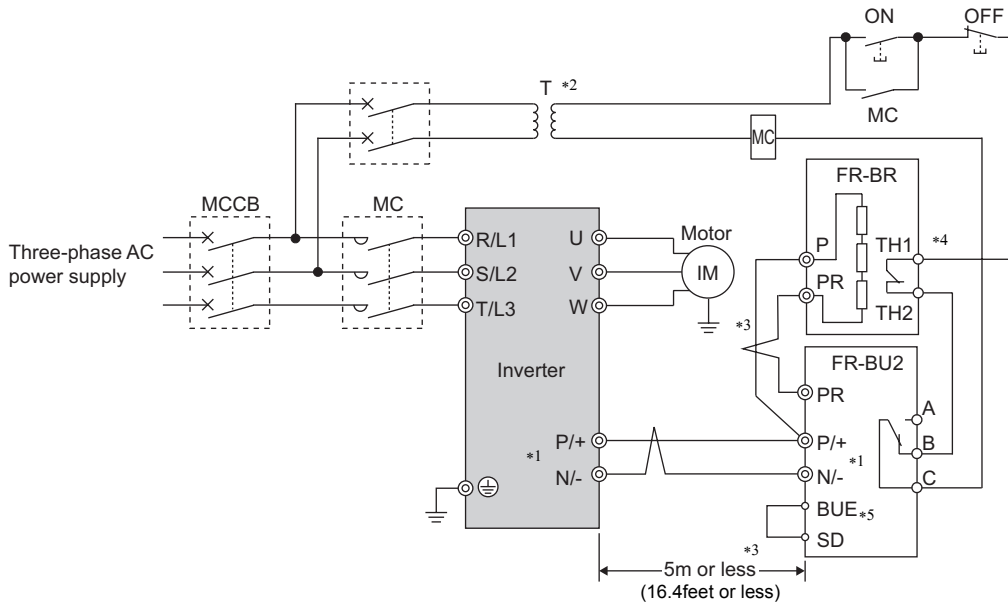 ON
OFF
T *2
MC
MC
FR-BR
MCCB
MC
Three-phase AC
power supply
R/L1
S/L2
T/L3
U
V
W
Motor
IM
P
PR
TH1
*4
TH2
*3
Inverter
FR-BU2
PR
A
P/+
P/+
B
*1
N/-
N/-
*1
C
BUE
*5
SD
*3
5m or less
(16.4feet or less)